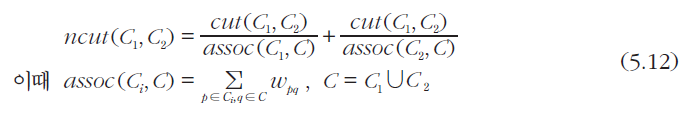 ncut(C₁, C₂) = cut(C₁, C₂)/assoc(C₁, C) + cut(C₁, C₂)/assoc(C₂, C)
이때 assoc(Cᵢ, C) = ∑_{p∈Cᵢ, q∈C} w_{pq} , C = C₁∪C₂
(5.12)